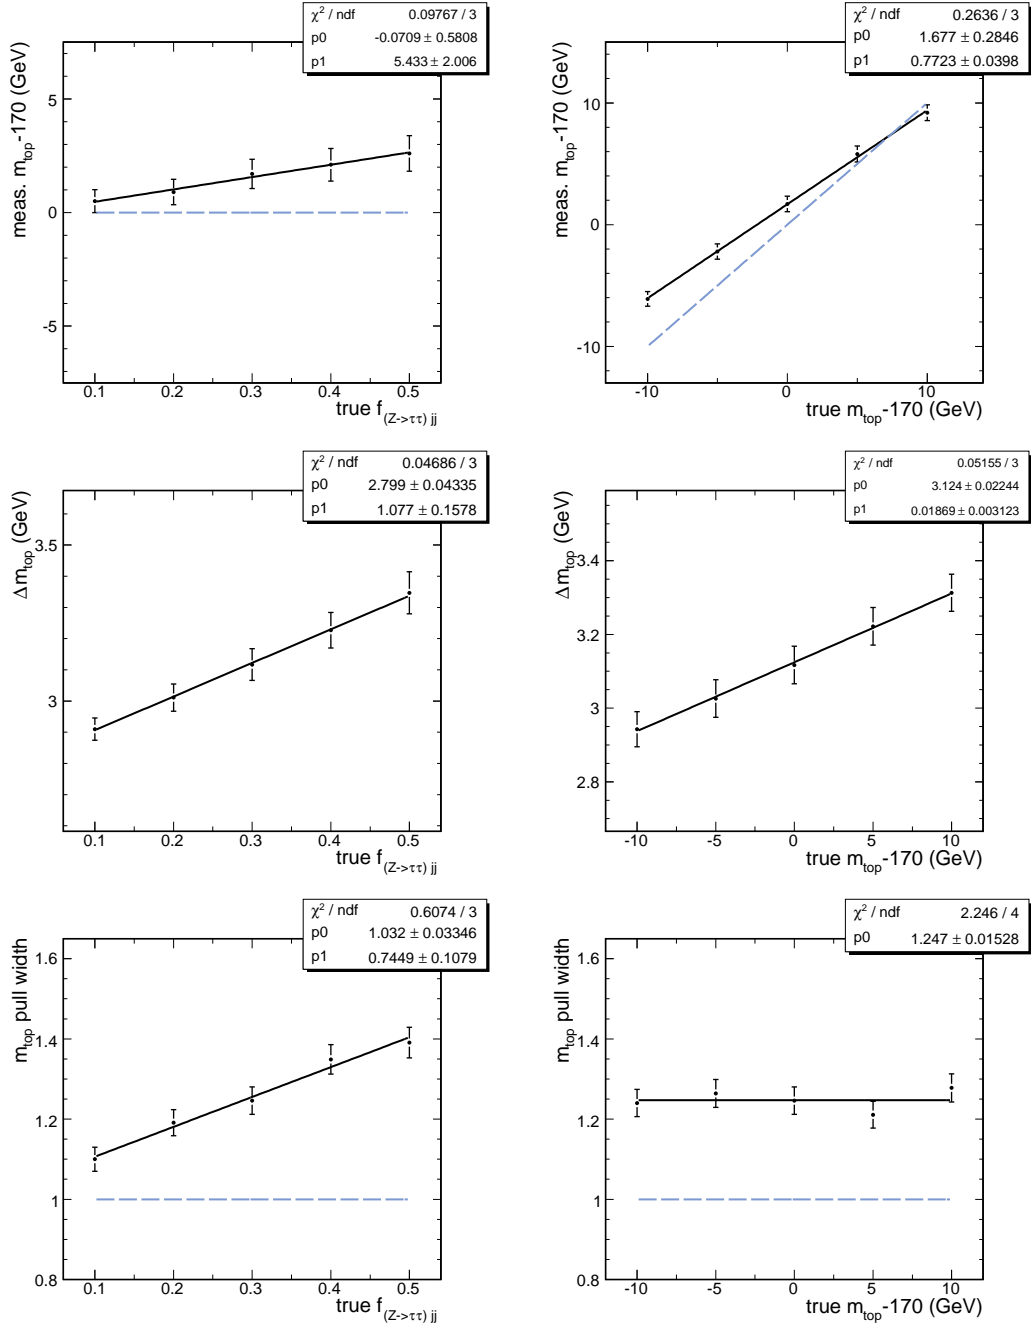 χ² / ndf 0.09767 / 3
p0 -0.0709 ± 0.5808
p1 5.433 ± 2.006
meas. m_top-170 (GeV)
5
0
-5
0.1 0.2 0.3 0.4 0.5
true f_(Z->ττ) jj
χ² / ndf 0.2636 / 3
p0 1.677 ± 0.2846
p1 0.7723 ± 0.0398
meas. m_top-170 (GeV)
10
0
-10
-10 0 10
true m_top-170 (GeV)
χ² / ndf 0.04686 / 3
p0 2.799 ± 0.04335
p1 1.077 ± 0.1578
Δm_top (GeV)
3.5
3
0.1 0.2 0.3 0.4 0.5
true f_(Z->ττ) jj
χ² / ndf 0.05155 / 3
p0 3.124 ± 0.02244
p1 0.01869 ± 0.003123
Δm_top (GeV)
3.4
3.2
3
2.8
-10 -5 0 5 10
true m_top-170 (GeV)
χ² / ndf 0.6074 / 3
p0 1.032 ± 0.03346
p1 0.7449 ± 0.1079
m_top pull width
1.6
1.4
1.2
1
0.8
0.1 0.2 0.3 0.4 0.5
true f_(Z->ττ) jj
χ² / ndf 2.246 / 4
p0 1.247 ± 0.01528
m_top pull width
1.6
1.4
1.2
1
0.8
-10 -5 0 5 10
true m_top-170 (GeV)